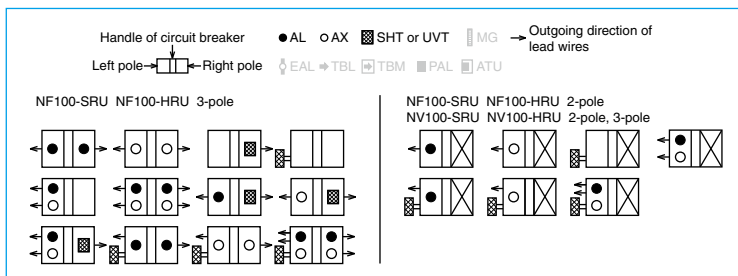 Handle of circuit breaker
Left pole
Right pole
AL AX SHT or UVT MG Outgoing direction of
lead wires
EAL TBL TBM PAL ATU
NF100-SRU NF100-HRU 3-pole
NF100-SRU NF100-HRU 2-pole
NV100-SRU NV100-HRU 2-pole, 3-pole